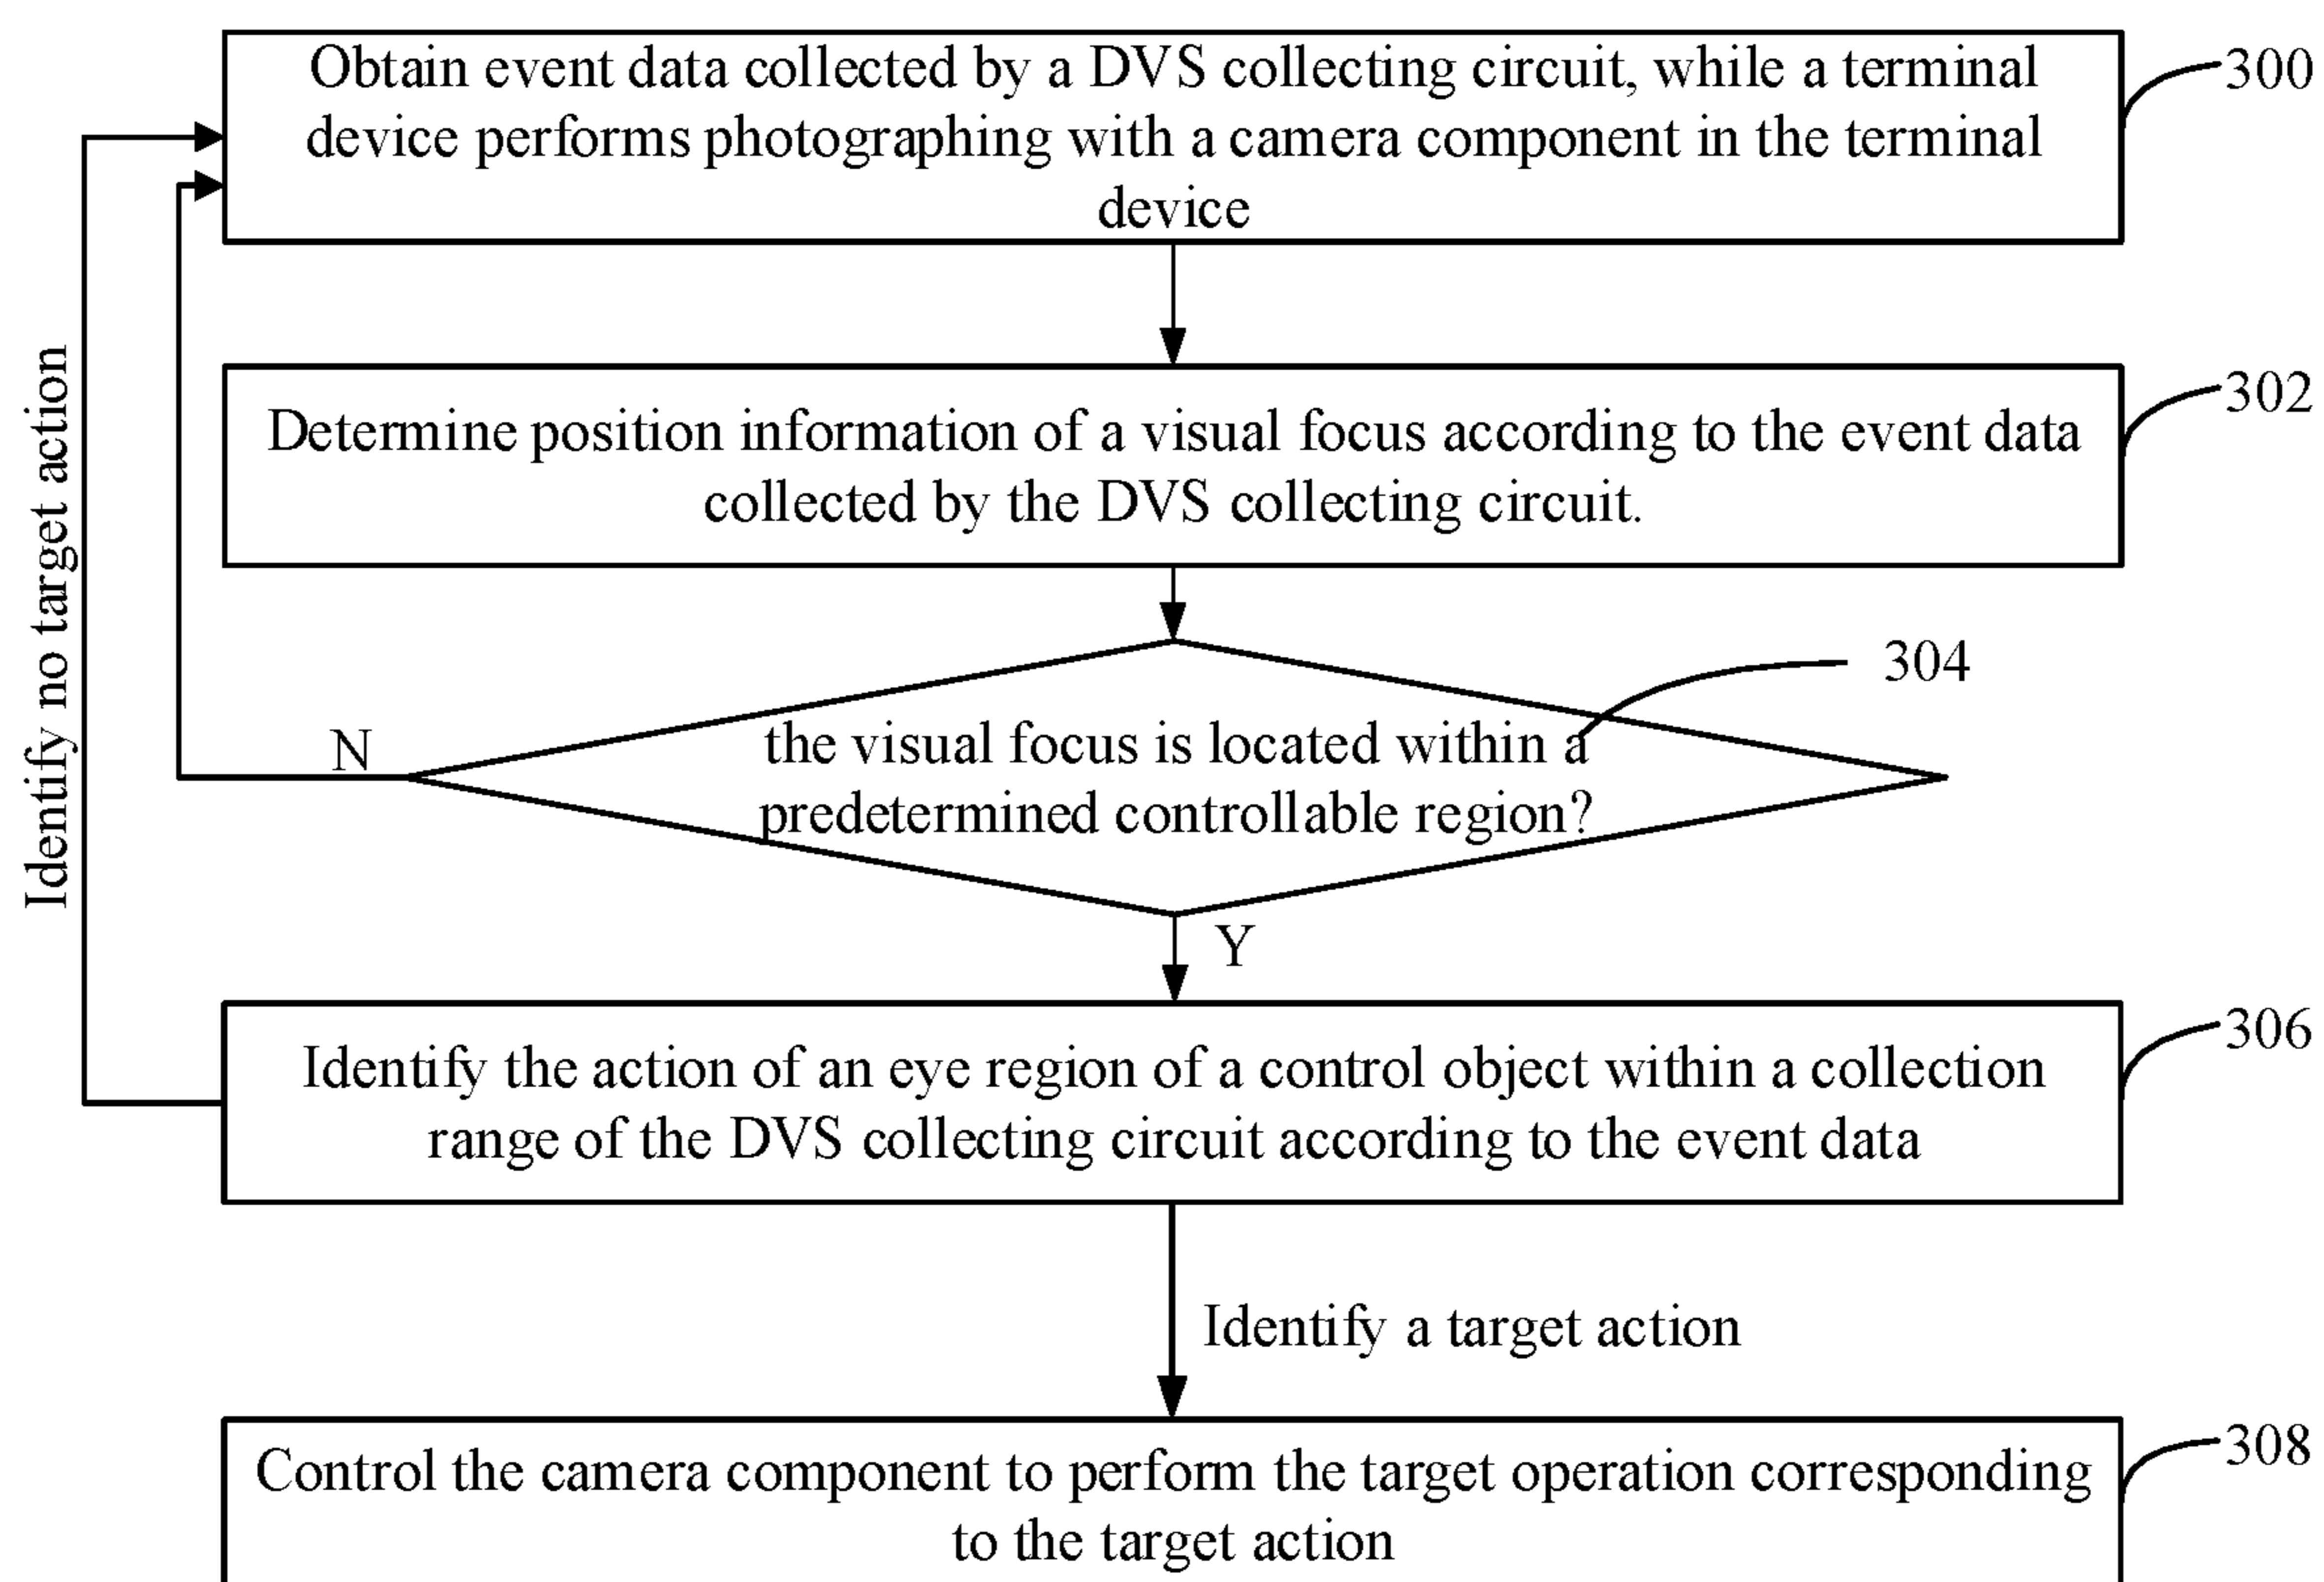 Obtain event data collected by a DVS collecting circuit, while a terminal
device performs photographing with a camera component in the terminal
device
300
Determine position information of a visual focus according to the event data
collected by the DVS collecting circuit.
302
304
the visual focus is located within a
predetermined controllable region?
N
Y
Identify no target action
Identify the action of an eye region of a control object within a collection
range of the DVS collecting circuit according to the event data
306
Identify a target action
Control the camera component to perform the target operation corresponding
to the target action
308